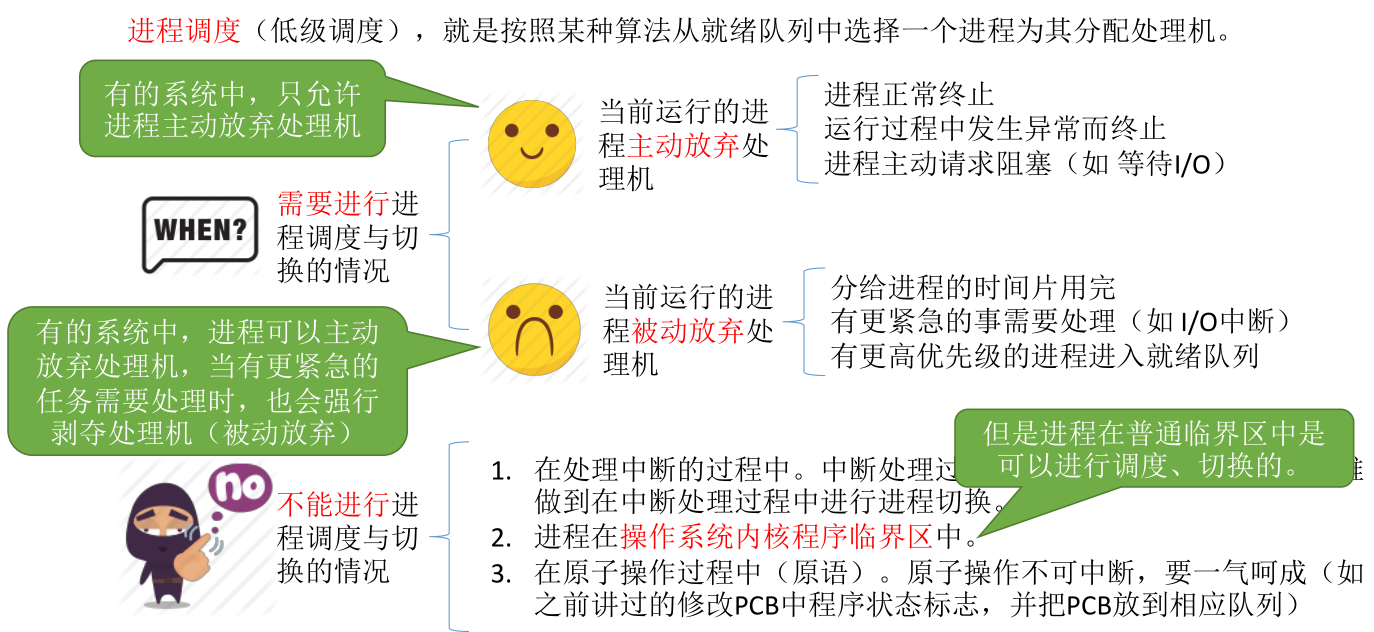 进程调度（低级调度），就是按照某种算法从就绪队列中选择一个进程为其分配处理机。
有的系统中，只允许
进程主动放弃处理机
当前运行的进
程主动放弃处
理机
进程正常终止
运行过程中发生异常而终止
进程主动请求阻塞（如 等待I/O）
WHEN?
需要进行进
程调度与切
换的情况
当前运行的进
程被动放弃处
理机
分给进程的时间片用完
有更紧急的事需要处理（如 I/O中断）
有更高优先级的进程进入就绪队列
有的系统中，进程可以主动
放弃处理机，当有更紧急的
任务需要处理时，也会强行
剥夺处理机（被动放弃）
no
不能进行进
程调度与切
换的情况
但是进程在普通临界区中是
可以进行调度、切换的。
1. 在处理中断的过程中。中断处理过
做到在中断处理过程中进行进程切换。
2. 进程在操作系统内核程序临界区中。
3. 在原子操作过程中（原语）。原子操作不可中断，要一气呵成（如
之前讲过的修改PCB中程序状态标志，并把PCB放到相应队列）